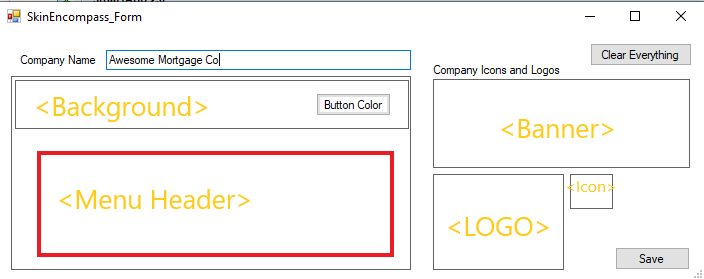 SkinEncompass_Form
Clear Everything
Company Name Awesome Mortgage Co
Company Icons and Logos
<Background>
Button Color
<Banner>
<Menu Header>
<Icon>
<LOGO>
Save